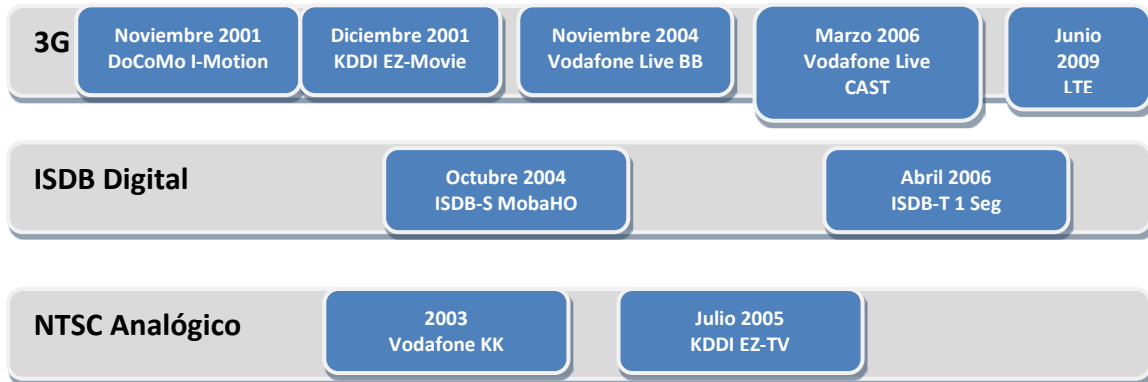 3G
Noviembre 2001
DoCoMo I-Motion
Diciembre 2001
KDDI EZ-Movie
Noviembre 2004
Vodafone Live BB
Marzo 2006
Vodafone Live
CAST
Junio
2009
LTE
ISDB Digital
Octubre 2004
ISDB-S MobaHO
Abril 2006
ISDB-T 1 Seg
NTSC Analógico
2003
Vodafone KK
Julio 2005
KDDI EZ-TV